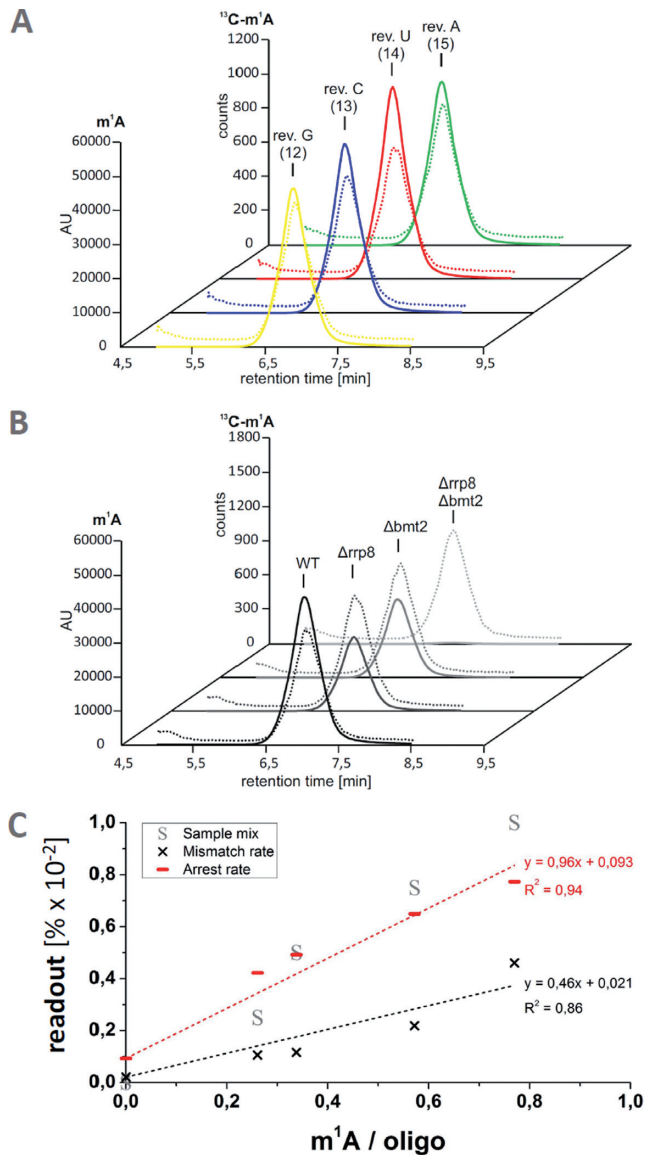 A
¹³C-m¹A
1200
1000
800
600
400
200
0
counts
rev. A
(15)
rev. U
(14)
rev. C
(13)
rev. G
(12)
m¹A
60000
50000
40000
30000
20000
10000
0
AU
4,5 5,5 6,5 7,5 8,5 9,5
retention time [min]
B
¹³C-m¹A
1800
1500
1200
900
600
300
0
counts
Δrrp8
Δbmt2
Δbmt2
Δrrp8
WT
m¹A
60000
50000
40000
30000
20000
10000
0
AU
4,5 5,5 6,5 7,5 8,5 9,5
retention time [min]
C
readout [% x 10⁻²]
1,0
0,8
0,6
0,4
0,2
0,0
S Sample mix
Mismatch rate
Arrest rate
S
S
S
S
S
y = 0,96x + 0,093
R² = 0,94
y = 0,46x + 0,021
R² = 0,86
0,0 0,2 0,4 0,6 0,8 1,0
m¹A / oligo